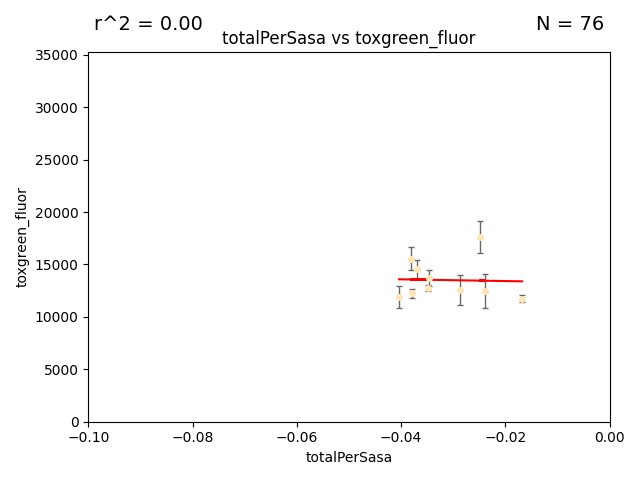 r^2 = 0.00
N = 76
totalPerSasa vs toxgreen_fluor
35000
30000
25000
20000
15000
10000
5000
0
toxgreen_fluor
−0.10
−0.08
−0.06
−0.04
−0.02
0.00
totalPerSasa